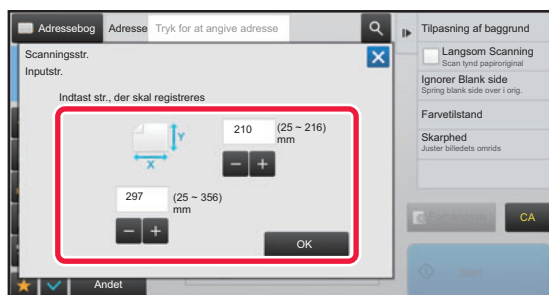 Adressebog
Adresse
Tryk for at angive adresse
Scanningsstr.
Inputstr.
Indtast str., der skal registreres
Y
X
210
(25 ~ 216)
mm
297
(25 ~ 356)
mm
OK
Andet
Tilpasning af baggrund
Langsom Scanning
Scan tynd papiroriginal
Ignorer Blank side
Spring blank side over i orig.
Farvetilstand
Skarphed
Juster billedets omrids
CA
Start